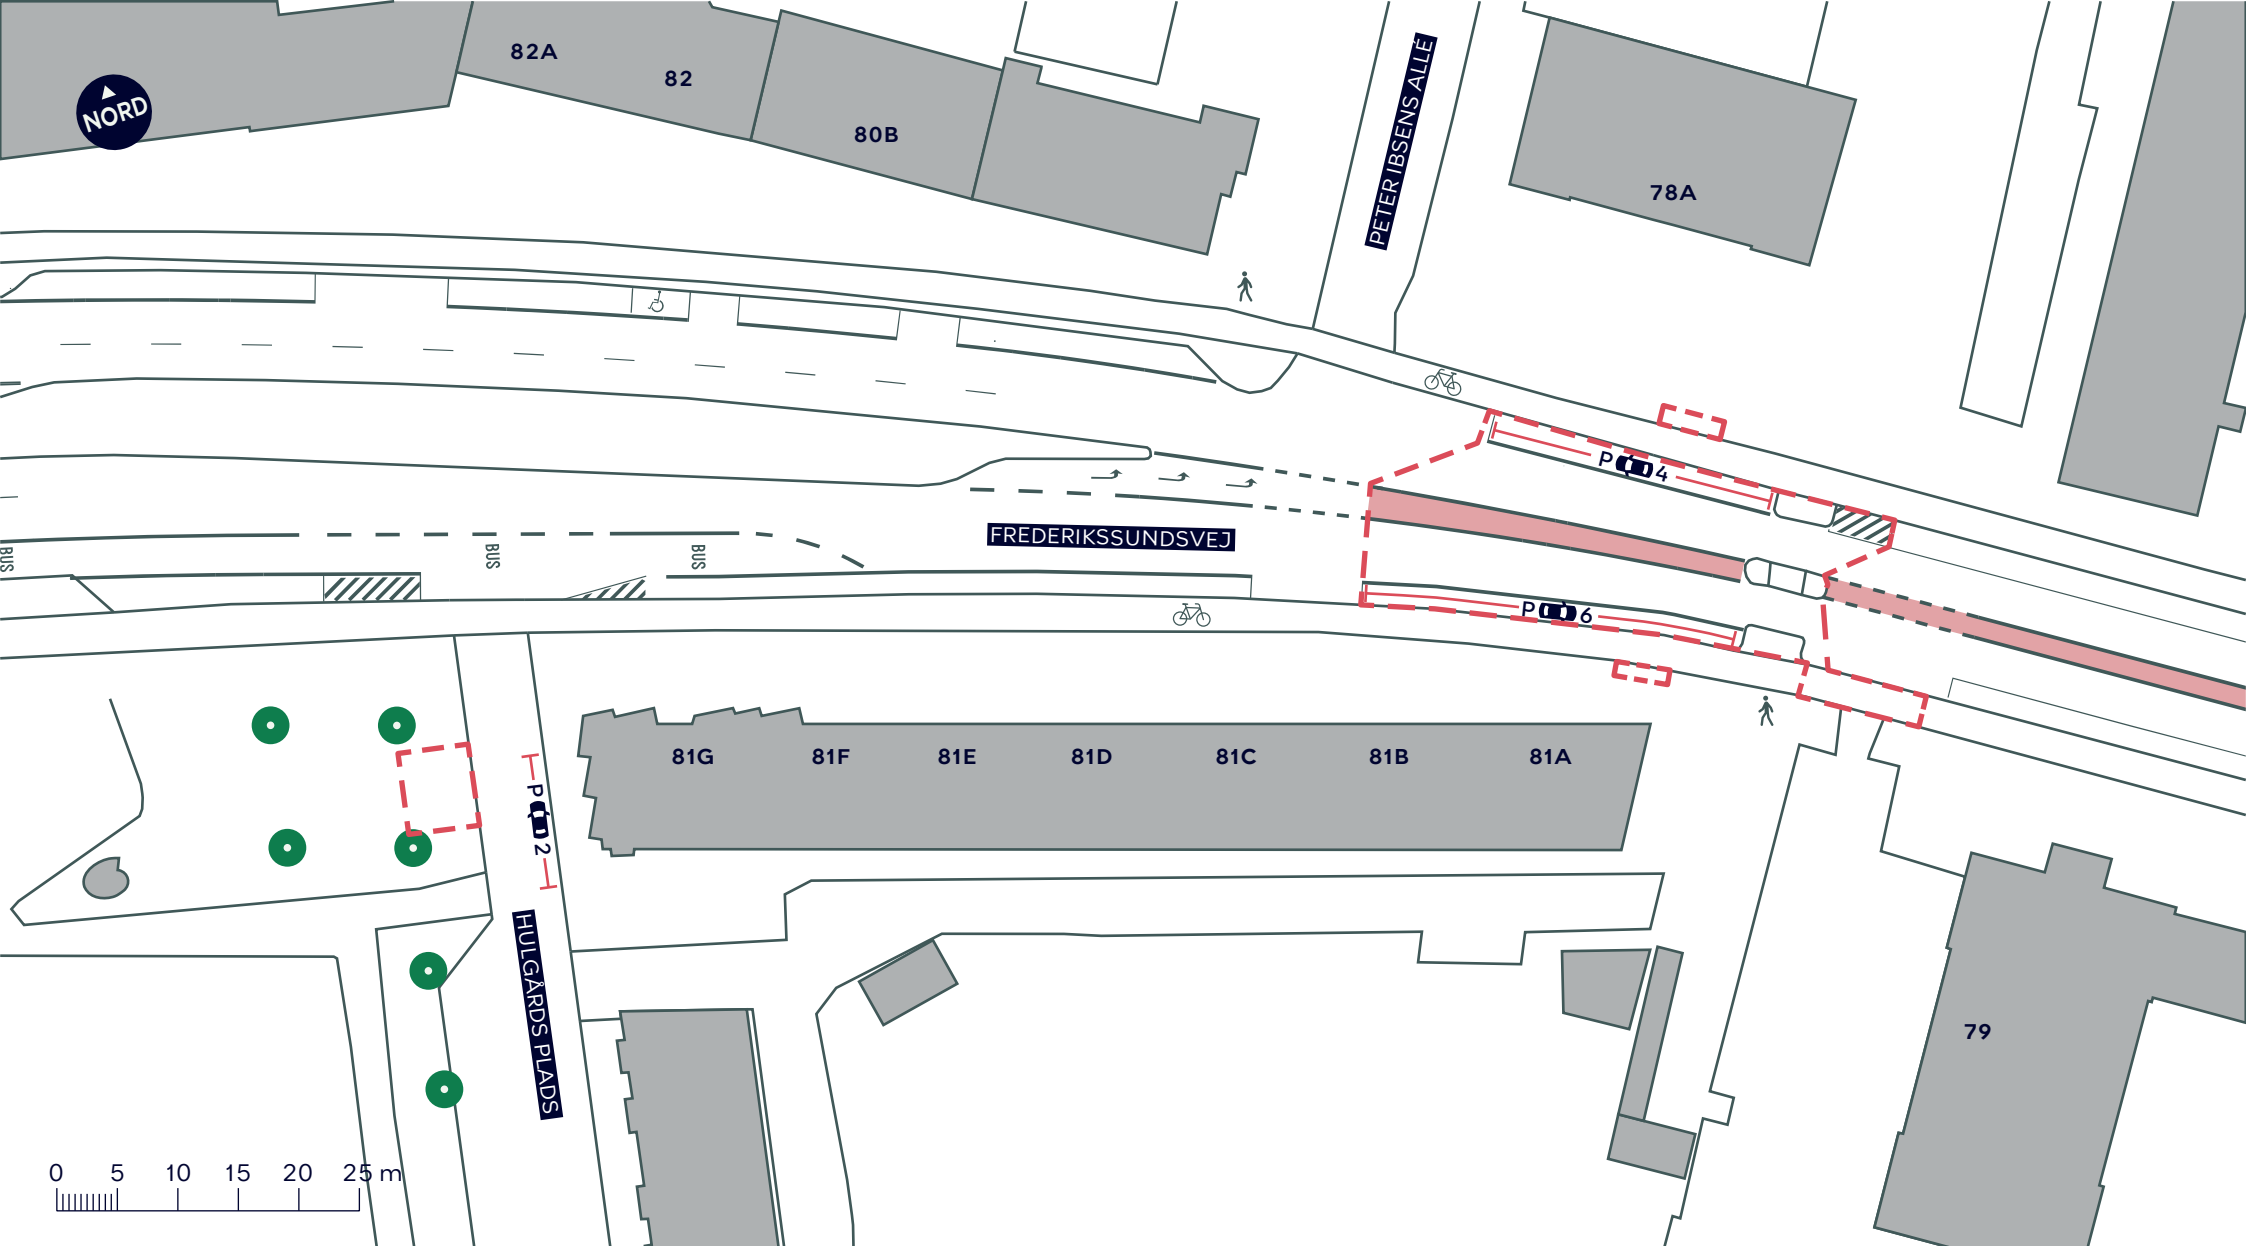 82A
82
80B
NORD
PETER IBSENS ALLÉ
78A
P 4
FREDERIKSSUNDSVEJ
BUS
BUS
BUS
P 6
81G
81F
81E
81D
81C
81B
81A
P 2
HULGÅRDS PLADS
79
0 5 10 15 20 25 m